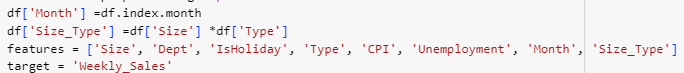 df['Month'] =df.index.month
df['Size_Type'] =df['Size'] *df['Type']
features = ['Size', 'Dept', 'IsHoliday', 'Type', 'CPI', 'Unemployment', 'Month', 'Size_Type']
target = 'Weekly_Sales'